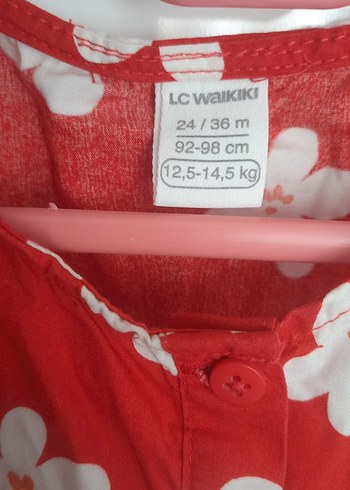 LC WAIKIKI
24 / 36 m
92-98 cm
12,5-14,5 kg